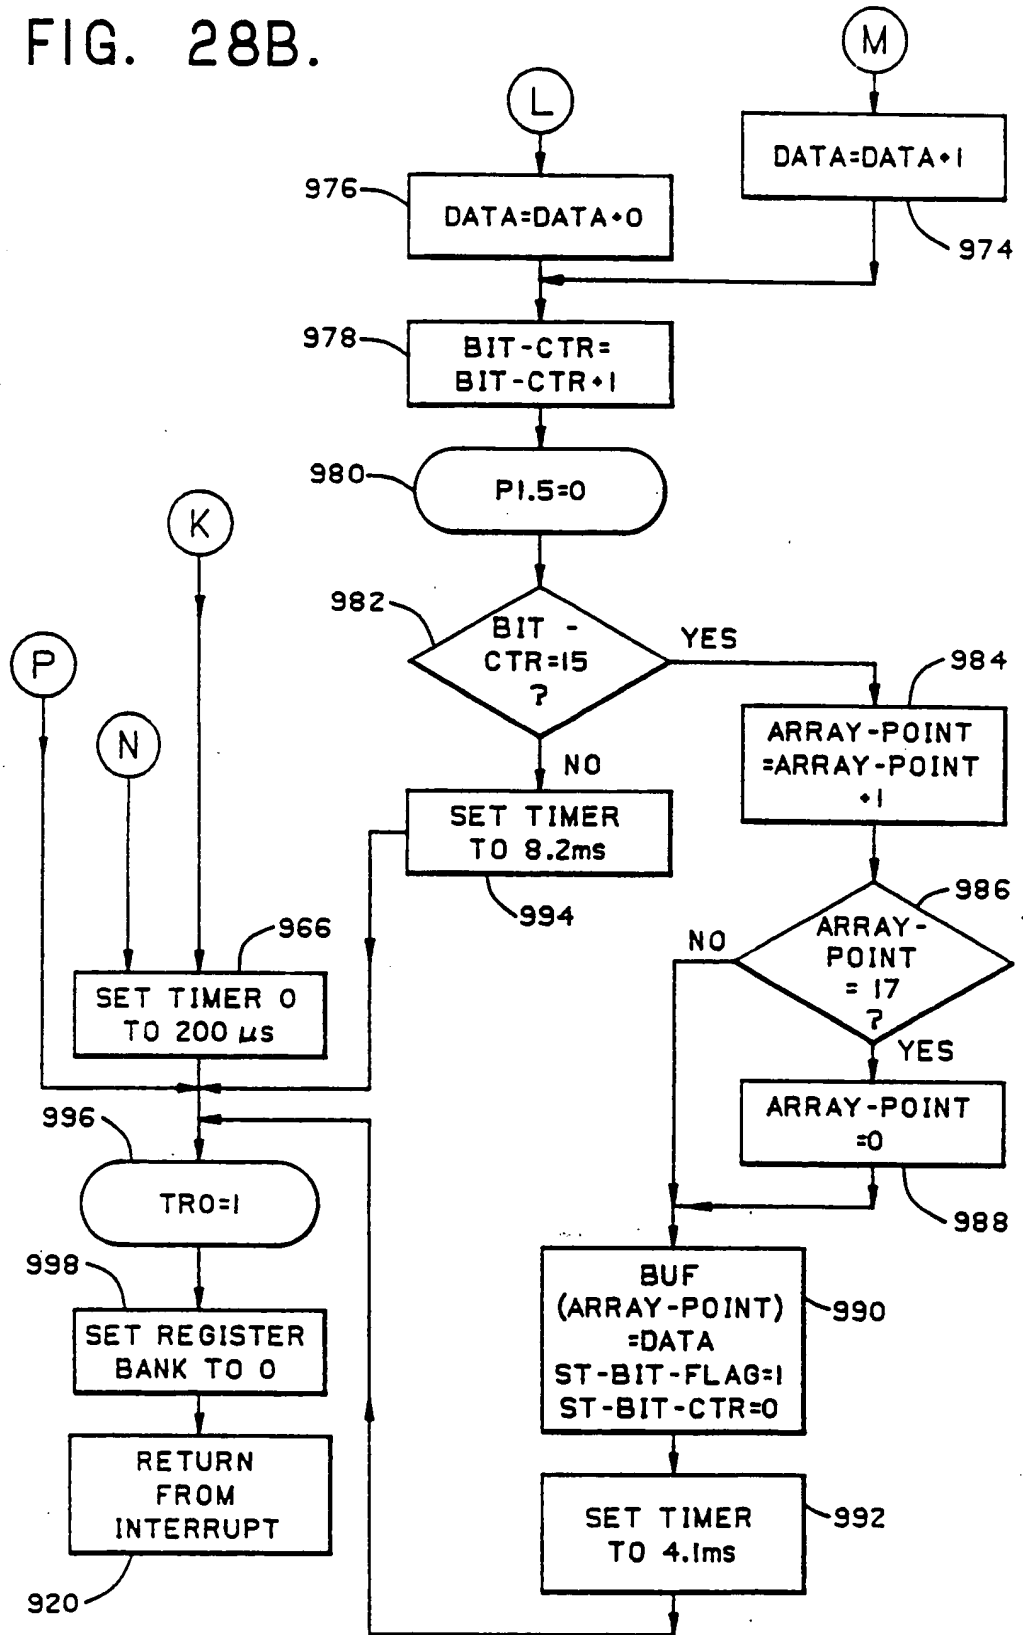 FIG. 28B.
M
L
DATA=DATA+1
974
976
DATA=DATA+0
978
BIT-CTR=
BIT-CTR+1
980
P1.5=0
K
982
BIT -
CTR=15
?
YES
NO
P
N
984
ARRAY-POINT
=ARRAY-POINT
+1
SET TIMER
TO 8.2ms
994
986
ARRAY-
POINT
= 17
?
NO
YES
966
SET TIMER 0
TO 200 µs
ARRAY-POINT
=0
988
996
TR0=1
998
SET REGISTER
BANK TO 0
BUF
(ARRAY-POINT)
=DATA
ST-BIT-FLAG=1
ST-BIT-CTR=0
990
RETURN
FROM
INTERRUPT
920
SET TIMER
TO 4.1ms
992